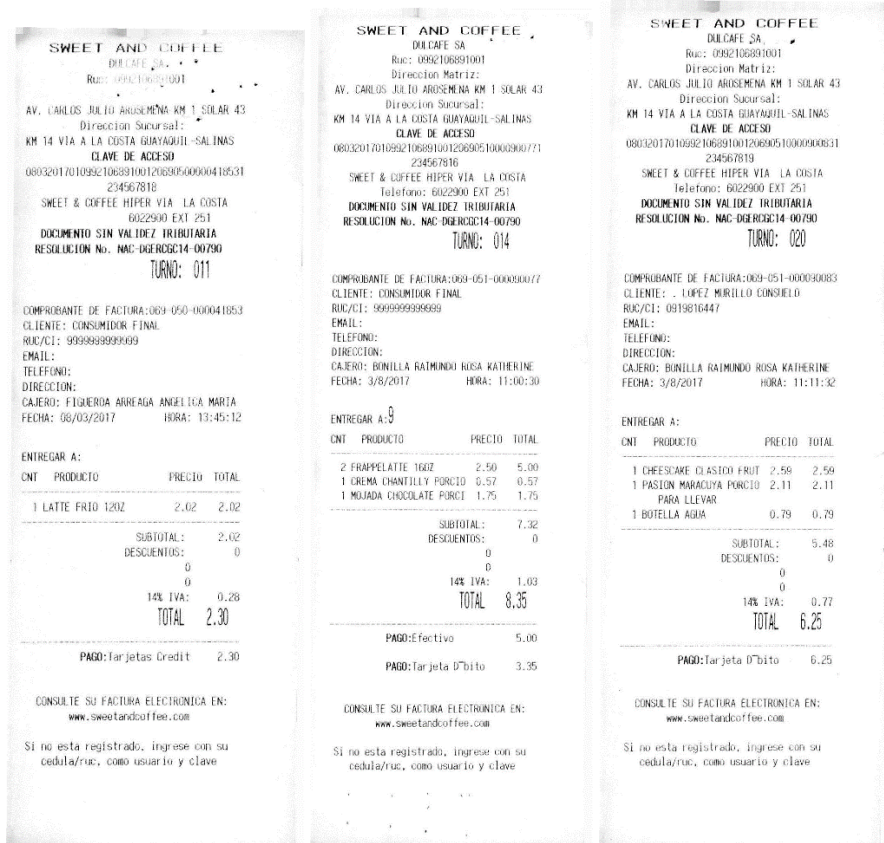 SWEET AND COFFEE
DULCAFE SA.
Ruc: 0992106891001
AV. CARLOS JULIO AROSEMENA KM 1 SOLAR 43
Direccion Sucursal:
KM 14 VIA A LA COSTA GUAYAQUIL-SALINAS
CLAVE DE ACCESO
0803201701099210689100120690500000418531
234567818
SWEET & COFFEE HIPER VIA LA COSTA
6022900 EXT 251
DOCUMENTO SIN VALIDEZ TRIBUTARIA
RESOLUCION No. NAC-DGERCGC14-00790
TURNO: 011
COMPROBANTE DE FACTURA:069-050-000041853
CLIENTE: CONSUMIDOR FINAL
RUC/CI: 9999999999999
EMAIL:
TELEFONO:
DIRECCION:
CAJERO: FIGUEROA ARREAGA ANGELICA MARIA
FECHA: 08/03/2017 HORA: 13:45:12
ENTREGAR A:
CNT PRODUCTO PRECIO TOTAL
1 LATTE FRIO 12OZ 2.02 2.02
SUBTOTAL: 2.02
DESCUENTOS: 0
0
0
14% IVA: 0.28
TOTAL 2.30
PAGO:Tarjetas Credit 2.30
CONSULTE SU FACTURA ELECTRONICA EN:
www.sweetandcoffee.com
Si no esta registrado, ingrese con su
cedula/ruc, como usuario y clave
SWEET AND COFFEE
DULCAFE SA
Ruc: 0992106891001
Direccion Matriz:
AV. CARLOS JULIO AROSEMENA KM 1 SOLAR 43
Direccion Sucursal:
KM 14 VIA A LA COSTA GUAYAQUIL-SALINAS
CLAVE DE ACCESO
0803201701099210689100120690510000900771
234567816
SWEET & COFFEE HIPER VIA LA COSTA
Telefono: 6022900 EXT 251
DOCUMENTO SIN VALIDEZ TRIBUTARIA
RESOLUCION No. NAC-DGERCGC14-00790
TURNO: 014
COMPROBANTE DE FACTURA:069-051-000090077
CLIENTE: CONSUMIDOR FINAL
RUC/CI: 9999999999999
EMAIL:
TELEFONO:
DIRECCION:
CAJERO: BONILLA RAIMUNDO ROSA KATHERINE
FECHA: 3/8/2017 HORA: 11:00:30
ENTREGAR A:9
CNT PRODUCTO PRECIO TOTAL
2 FRAPPELATTE 16OZ 2.50 5.00
1 CREMA CHANTILLY PORCIO 0.57 0.57
1 MOJADA CHOCOLATE PORCI 1.75 1.75
SUBTOTAL: 7.32
DESCUENTOS: 0
0
0
14% IVA: 1.03
TOTAL 8.35
PAGO:Efectivo 5.00
PAGO:Tarjeta D¯bito 3.35
CONSULTE SU FACTURA ELECTRONICA EN:
www.sweetandcoffee.com
Si no esta registrado, ingrese con su
cedula/ruc, como usuario y clave
SWEET AND COFFEE
DULCAFE SA
Ruc: 0992106891001
Direccion Matriz:
AV. CARLOS JULIO AROSEMENA KM 1 SOLAR 43
Direccion Sucursal:
KM 14 VIA A LA COSTA GUAYAQUIL-SALINAS
CLAVE DE ACCESO
0803201701099210689100120690510000900831
234567819
SWEET & COFFEE HIPER VIA LA COSTA
Telefono: 6022900 EXT 251
DOCUMENTO SIN VALIDEZ TRIBUTARIA
RESOLUCION No. NAC-DGERCGC14-00790
TURNO: 020
COMPROBANTE DE FACTURA:069-051-000090083
CLIENTE: . LOPEZ MURILLO CONSUELO
RUC/CI: 0919816447
EMAIL:
TELEFONO:
DIRECCION:
CAJERO: BONILLA RAIMUNDO ROSA KATHERINE
FECHA: 3/8/2017 HORA: 11:11:32
ENTREGAR A:
CNT PRODUCTO PRECIO TOTAL
1 CHEESCAKE CLASICO FRUT 2.59 2.59
1 PASION MARACUYA PORCIO 2.11 2.11
PARA LLEVAR
1 BOTELLA AGUA 0.79 0.79
SUBTOTAL: 5.48
DESCUENTOS: 0
0
0
14% IVA: 0.77
TOTAL 6.25
PAGO:Tarjeta D¯bito 6.25
CONSULTE SU FACTURA ELECTRONICA EN:
www.sweetandcoffee.com
Si no esta registrado, ingrese con su
cedula/ruc, como usuario y clave